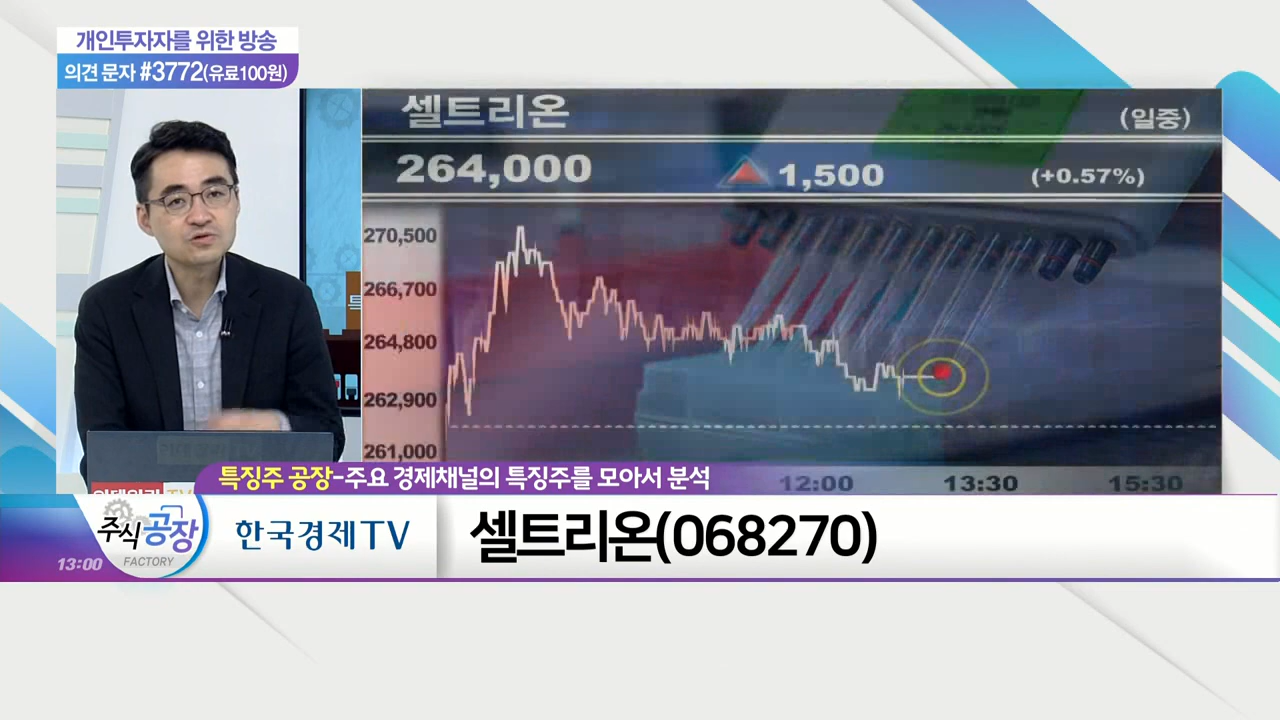 개인투자자를 위한 방송
의견 문자 #3772(유료100원)
셀트리온
(일중)
264,000 1,500 (+0.57%)
270,500
266,700
264,800
262,900
261,000
12:00 13:30 15:30
특징주 공장-주요 경제채널의 특징주를 모아서 분석
주식공장
FACTORY
13:00
한국경제TV
셀트리온(068270)